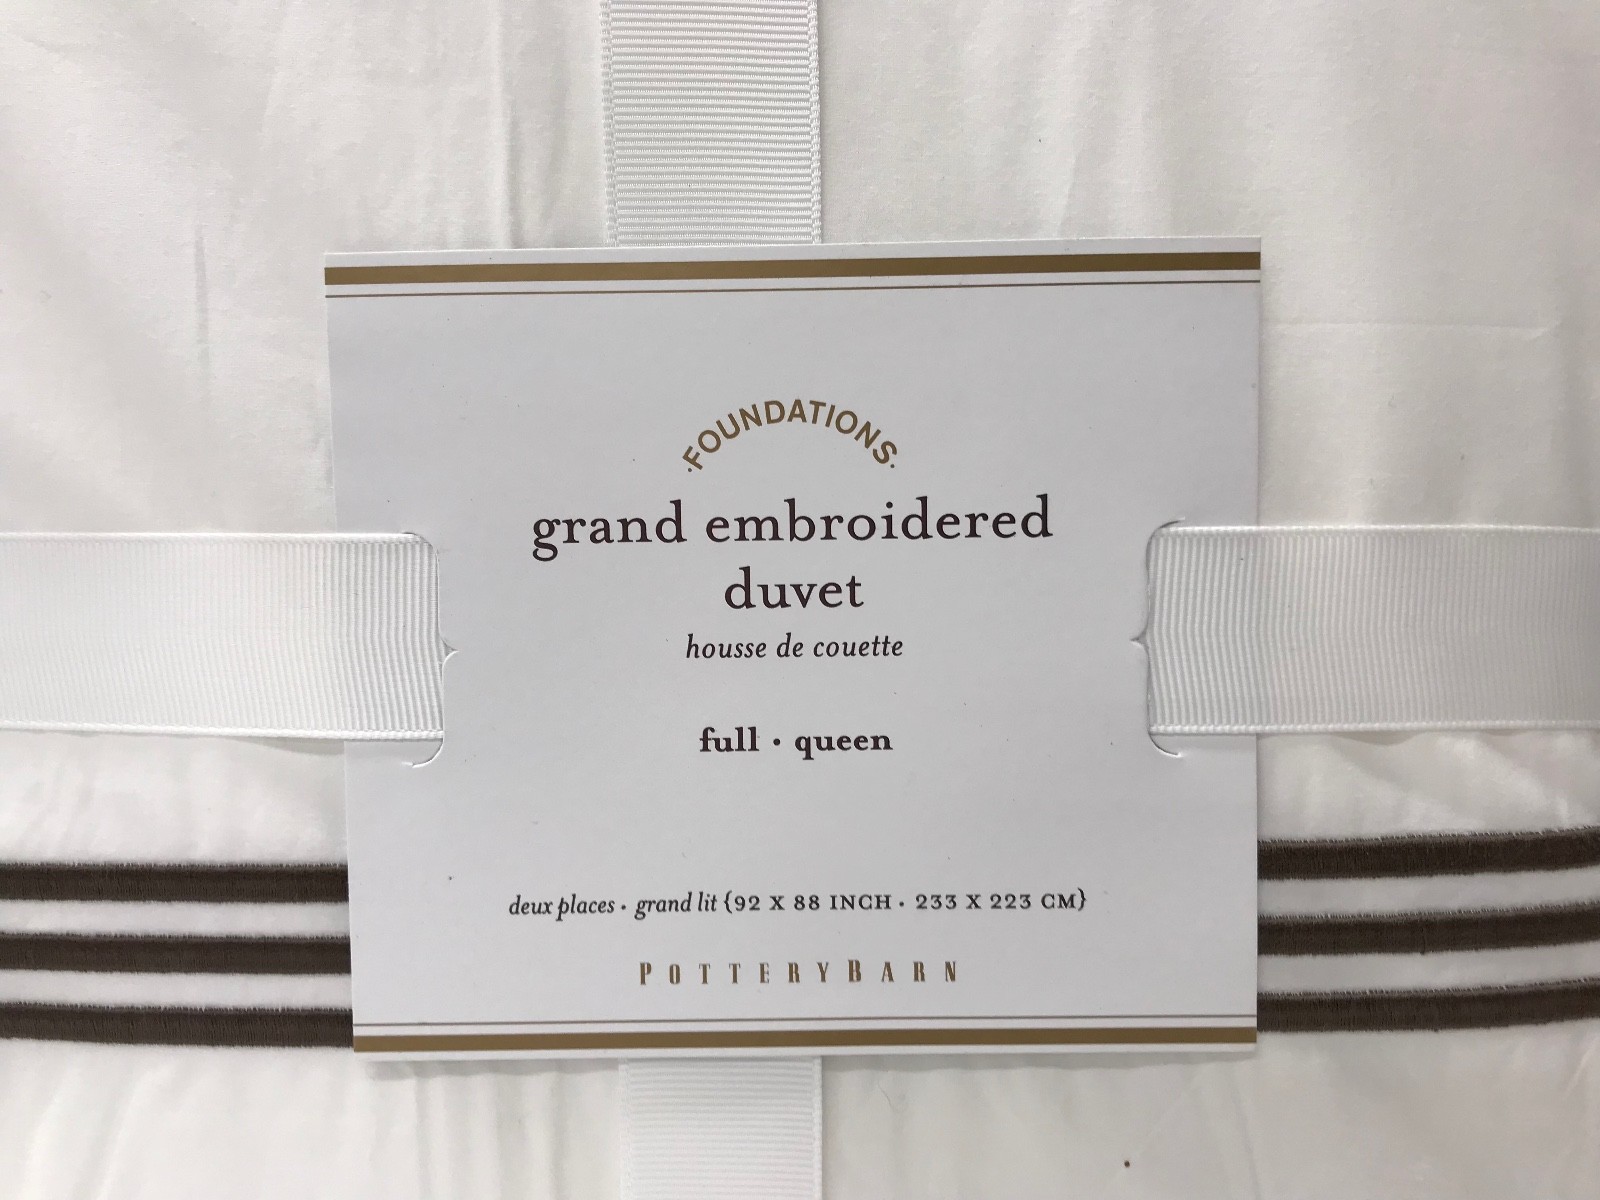 ·FOUNDATIONS·
grand embroidered
duvet
housse de couette
full · queen
deux places · grand lit {92 X 88 INCH · 233 X 223 CM}
POTTERYBARN